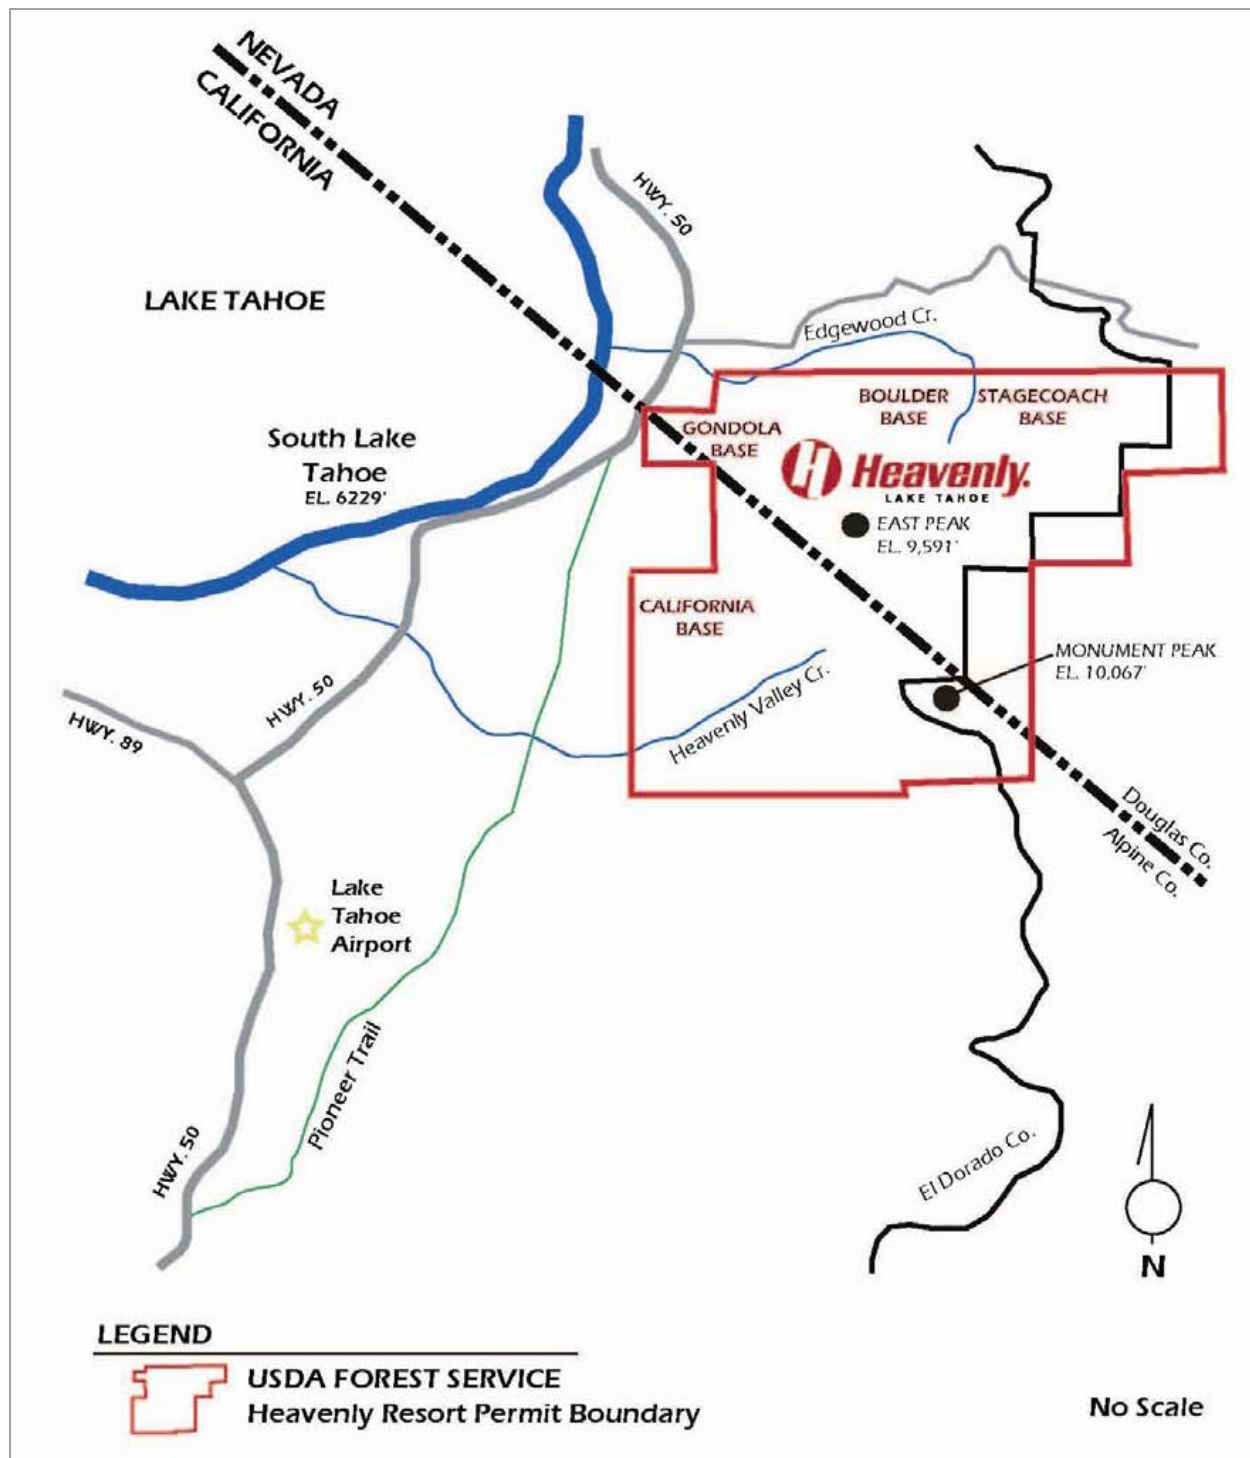 NEVADA
CALIFORNIA
HWY. 50
LAKE TAHOE
Edgewood Cr.
BOULDER
BASE
STAGECOACH
BASE
GONDOLA
BASE
South Lake
Tahoe
EL. 6229'
H
Heavenly.
LAKE TAHOE
EAST PEAK
EL. 9,591'
CALIFORNIA
BASE
MONUMENT PEAK
EL. 10,067'
Heavenly Valley Cr.
HWY. 50
HWY. 89
Douglas Co.
Alpine Co.
Lake
Tahoe
Airport
Pioneer Trail
HWY. 50
El Dorado Co.
N
LEGEND
USDA FOREST SERVICE
Heavenly Resort Permit Boundary
No Scale